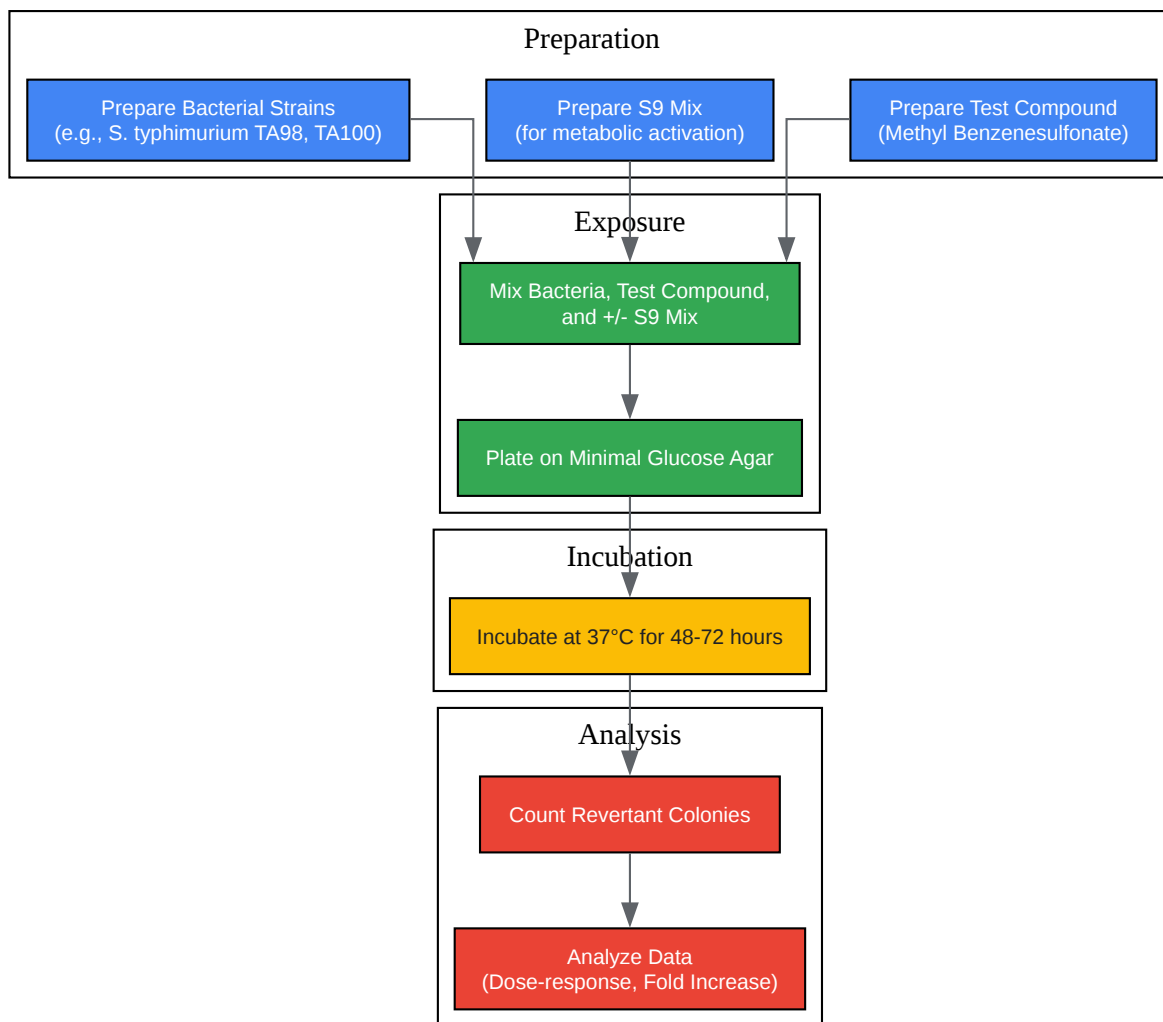 Preparation
Prepare Bacterial Strains
(e.g., S. typhimurium TA98, TA100)
Prepare S9 Mix
(for metabolic activation)
Prepare Test Compound
(Methyl Benzenesulfonate)
Exposure
Mix Bacteria, Test Compound,
and +/- S9 Mix
Plate on Minimal Glucose Agar
Incubation
Incubate at 37°C for 48-72 hours
Analysis
Count Revertant Colonies
Analyze Data
(Dose-response, Fold Increase)